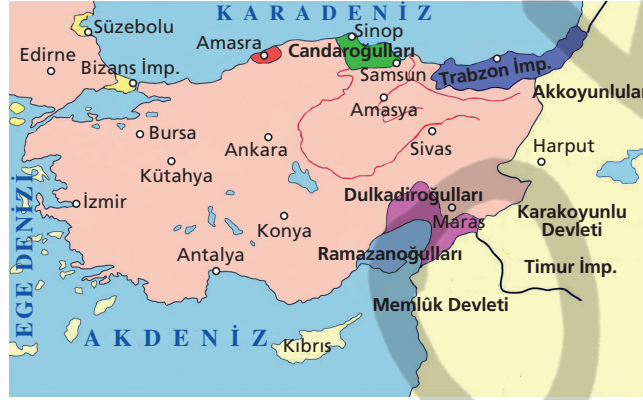 KARADENİZ
Süzebolu
Edirne
Bizans İmp.
Amasra
Sinop
Candaroğulları
Samsun
Trabzon İmp.
Akkoyunlular
Amasya
Bursa
Ankara
Sivas
Harput
Kütahya
İzmir
Dulkadiroğulları
Maraş
Karakoyunlu
Devleti
Konya
Antalya
Ramazanoğulları
Timur İmp.
EGE DENİZİ
Memlûk Devleti
AKDENİZ
Kıbrıs